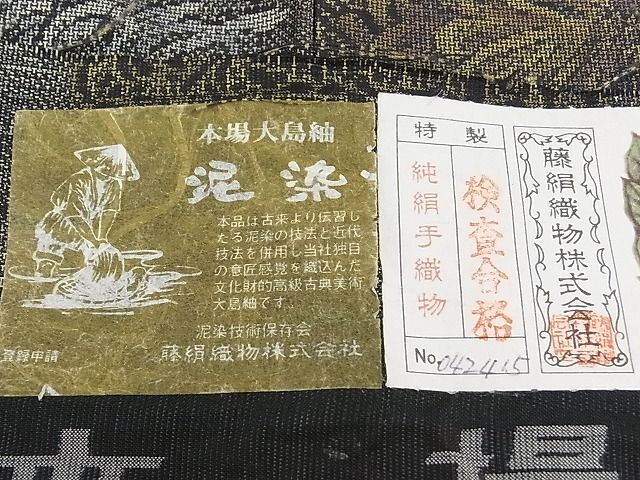 本場大島紬
泥染
本品は古来より伝習し
たる泥染の技法と近代
技法を併用し当社独自
の意匠感覚を織込んだ
文化財的高級古典美術
大島紬です。
泥染技術保存会
藤絹織物株式会社
登録申請
特製
検査合格
純絹手織物
No.042415
藤絹織物株式会社
本場